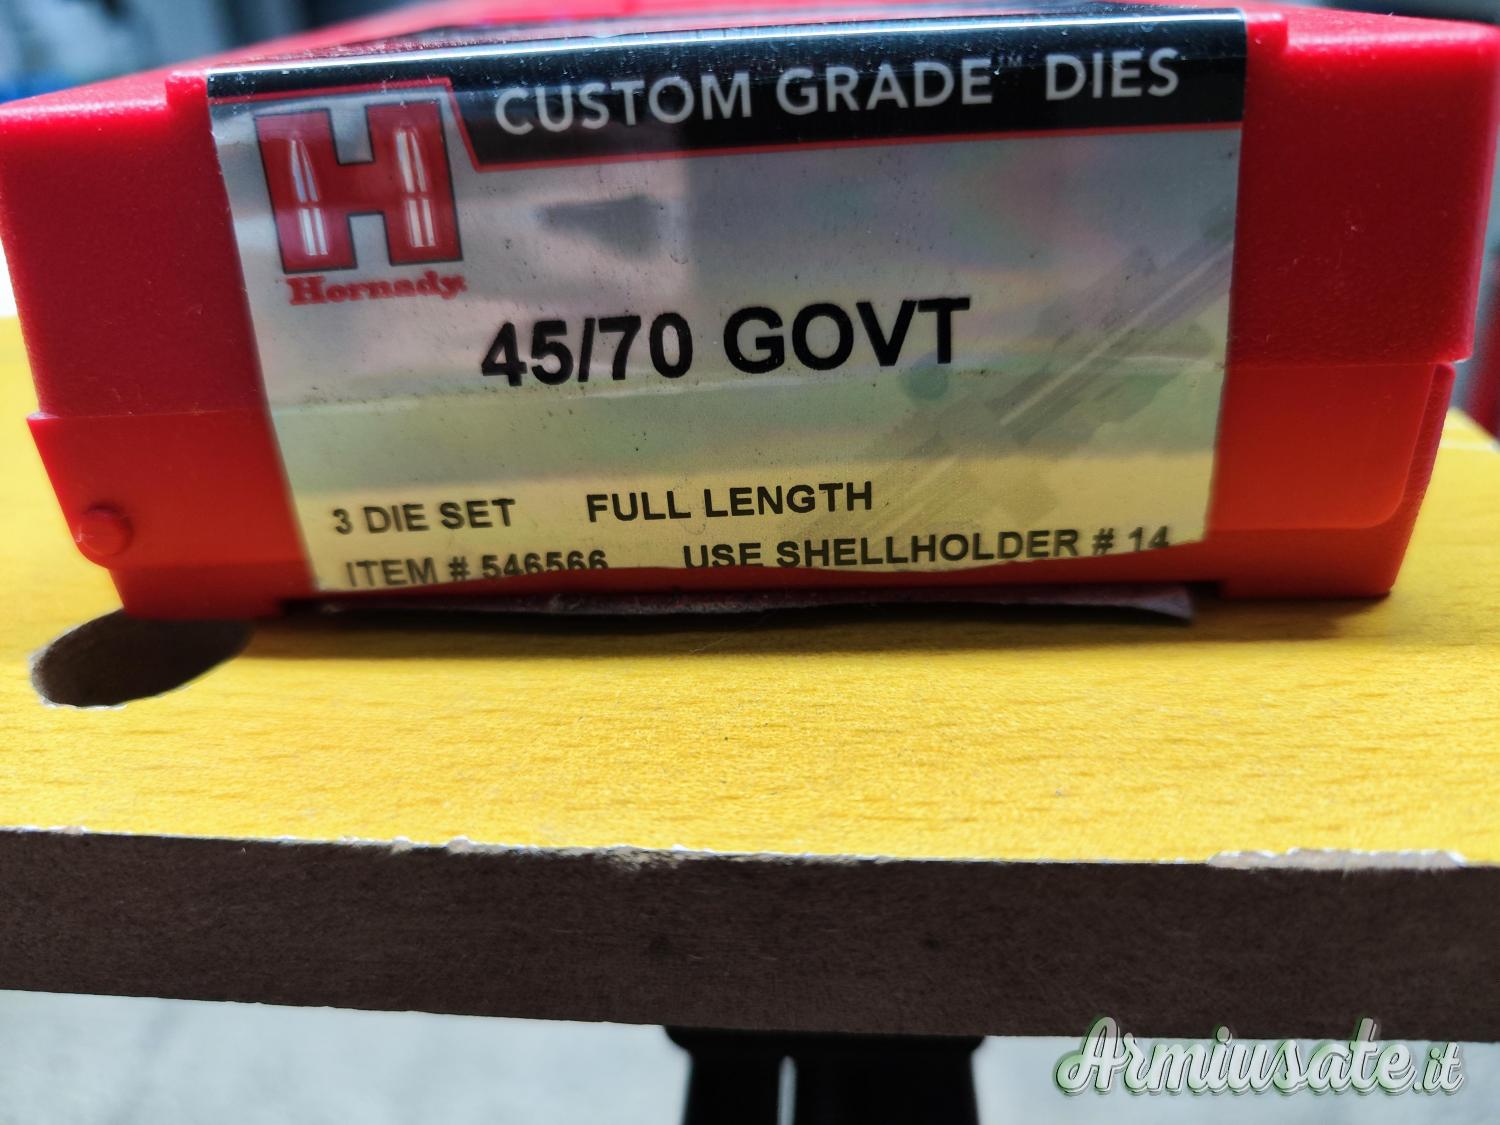 CUSTOM GRADE™ DIES
H
Hornady
45/70 GOVT
3 DIE SET FULL LENGTH
ITEM # 546566 USE SHELLHOLDER # 14
Armiusate.it